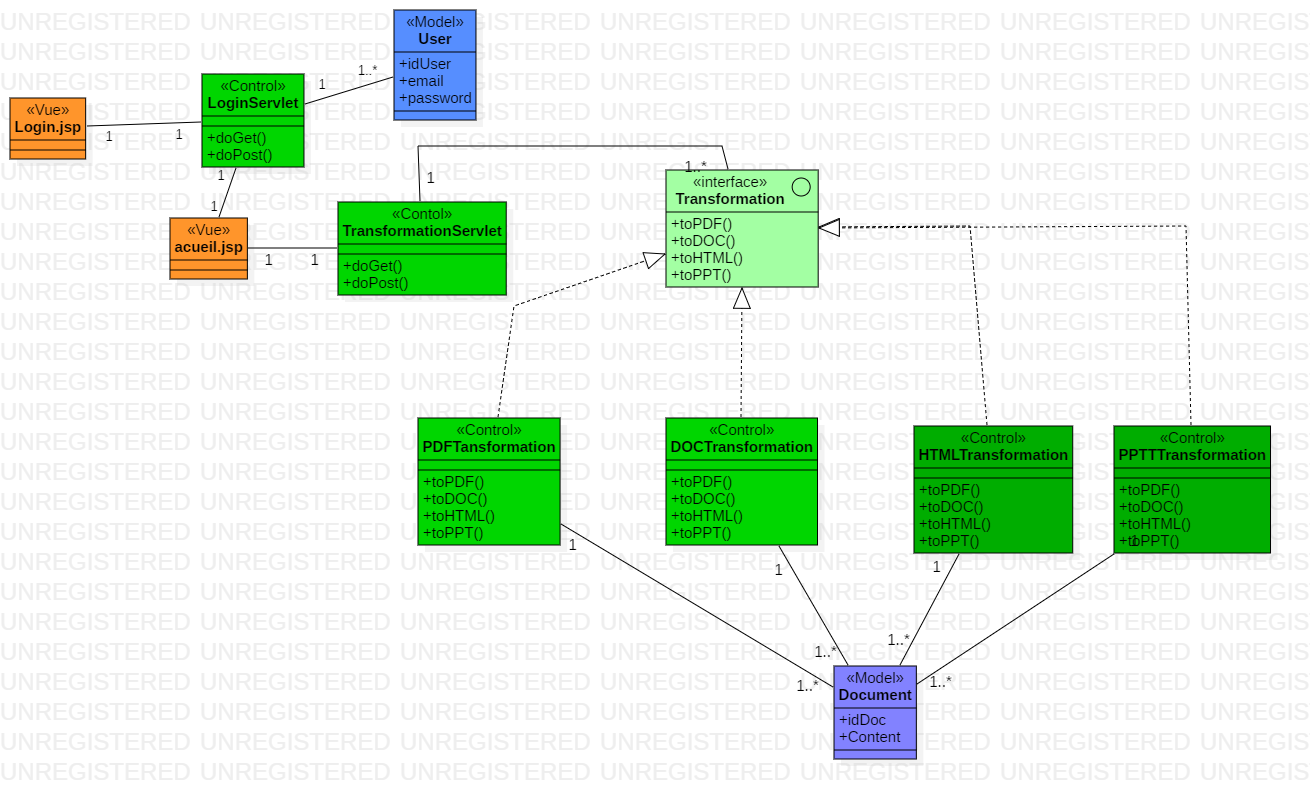 «Model»
User
+idUser
+email
+password
«Control»
LoginServlet
+doGet()
+doPost()
1
1..*
«Vue»
Login.jsp
1
1
1
1
«Vue»
acueil.jsp
1
1
«Contol»
TransformationServlet
+doGet()
+doPost()
1
1..*
«interface»
Transformation
+toPDF()
+toDOC()
+toHTML()
+toPPT()
«Control»
PDFTansformation
+toPDF()
+toDOC()
+toHTML()
+toPPT()
1
«Control»
DOCTransformation
+toPDF()
+toDOC()
+toHTML()
+toPPT()
1
«Control»
HTMLTransformation
+toPDF()
+toDOC()
+toHTML()
+toPPT()
1
«Control»
PPTTTransformation
+toPDF()
+toDOC()
+toHTML()
+toPPT()
1..*
1..*
1..*
1..*
«Model»
Document
+idDoc
+Content
UNREGISTERED